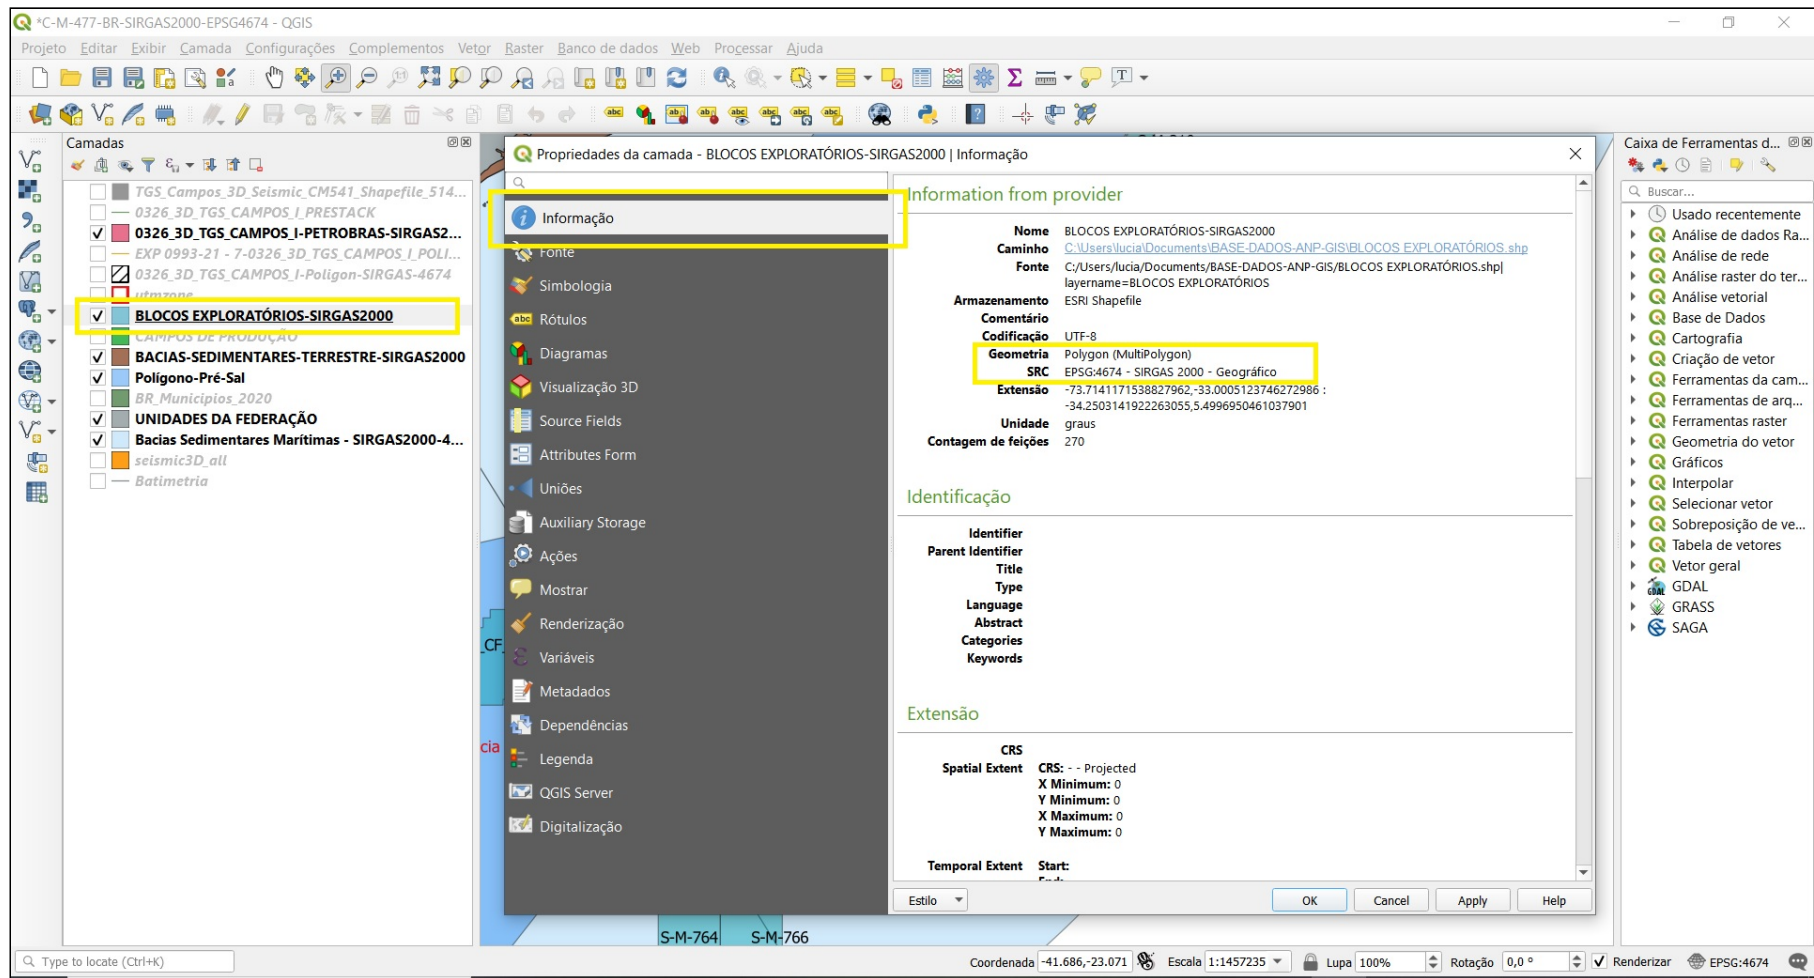 *C-M-477-BR-SIRGAS2000-EPSG4674 - QGIS
Projeto Editar Exibir Camada Configurações Complementos Vetor Raster Banco de dados Web Processar Ajuda
Camadas
TGS_Campos_3D_Seismic_CM541_Shapefile_514...
0326_3D_TGS_CAMPOS_I_PRESTACK
0326_3D_TGS_CAMPOS_I-PETROBRAS-SIRGAS2...
EXP 0993-21 - 7-0326_3D_TGS_CAMPOS_I_POLI...
0326_3D_TGS_CAMPOS_I-Poligon-SIRGAS-4674
utmzone
BLOCOS EXPLORATÓRIOS-SIRGAS2000
CAMPOS DE PRODUÇÃO
BACIAS-SEDIMENTARES-TERRESTRE-SIRGAS2000
Polígono-Pré-Sal
BR_Municipios_2020
UNIDADES DA FEDERAÇÃO
Bacias Sedimentares Marítimas - SIRGAS2000-4...
seismic3D_all
Batimetria
_CF_
cia
S-M-764 S-M-766
Propriedades da camada - BLOCOS EXPLORATÓRIOS-SIRGAS2000 | Informação
Informação
Fonte
Simbologia
abc Rótulos
Diagramas
Visualização 3D
Source Fields
Attributes Form
Uniões
Auxiliary Storage
Ações
Mostrar
Renderização
Variáveis
Metadados
Dependências
Legenda
QGIS Server
Digitalização
Information from provider
Nome BLOCOS EXPLORATÓRIOS-SIRGAS2000
Caminho C:\Users\lucia\Documents\BASE-DADOS-ANP-GIS\BLOCOS EXPLORATÓRIOS.shp
Fonte C:/Users/lucia/Documents/BASE-DADOS-ANP-GIS/BLOCOS EXPLORATÓRIOS.shp|
layername=BLOCOS EXPLORATÓRIOS
Armazenamento ESRI Shapefile
Comentário
Codificação UTF-8
Geometria Polygon (MultiPolygon)
SRC EPSG:4674 - SIRGAS 2000 - Geográfico
Extensão -73.7141171538827962,-33.0005123746272986 :
-34.2503141922263055,5.4996950461037901
Unidade graus
Contagem de feições 270
Identificação
Identifier
Parent Identifier
Title
Type
Language
Abstract
Categories
Keywords
Extensão
CRS
Spatial Extent CRS: - - Projected
X Minimum: 0
Y Minimum: 0
X Maximum: 0
Y Maximum: 0
Temporal Extent Start:
End:
Estilo OK Cancel Apply Help
Caixa de Ferramentas d...
Buscar...
Usado recentemente
Análise de dados Ra...
Análise de rede
Análise raster do ter...
Análise vetorial
Base de Dados
Cartografia
Criação de vetor
Ferramentas da cam...
Ferramentas de arq...
Ferramentas raster
Geometria do vetor
Gráficos
Interpolar
Selecionar vetor
Sobreposição de ve...
Tabela de vetores
Vetor geral
GDAL
GRASS
SAGA
Type to locate (Ctrl+K) Coordenada -41.686,-23.071 Escala 1:1457235 Lupa 100% Rotação 0,0 ° Renderizar EPSG:4674